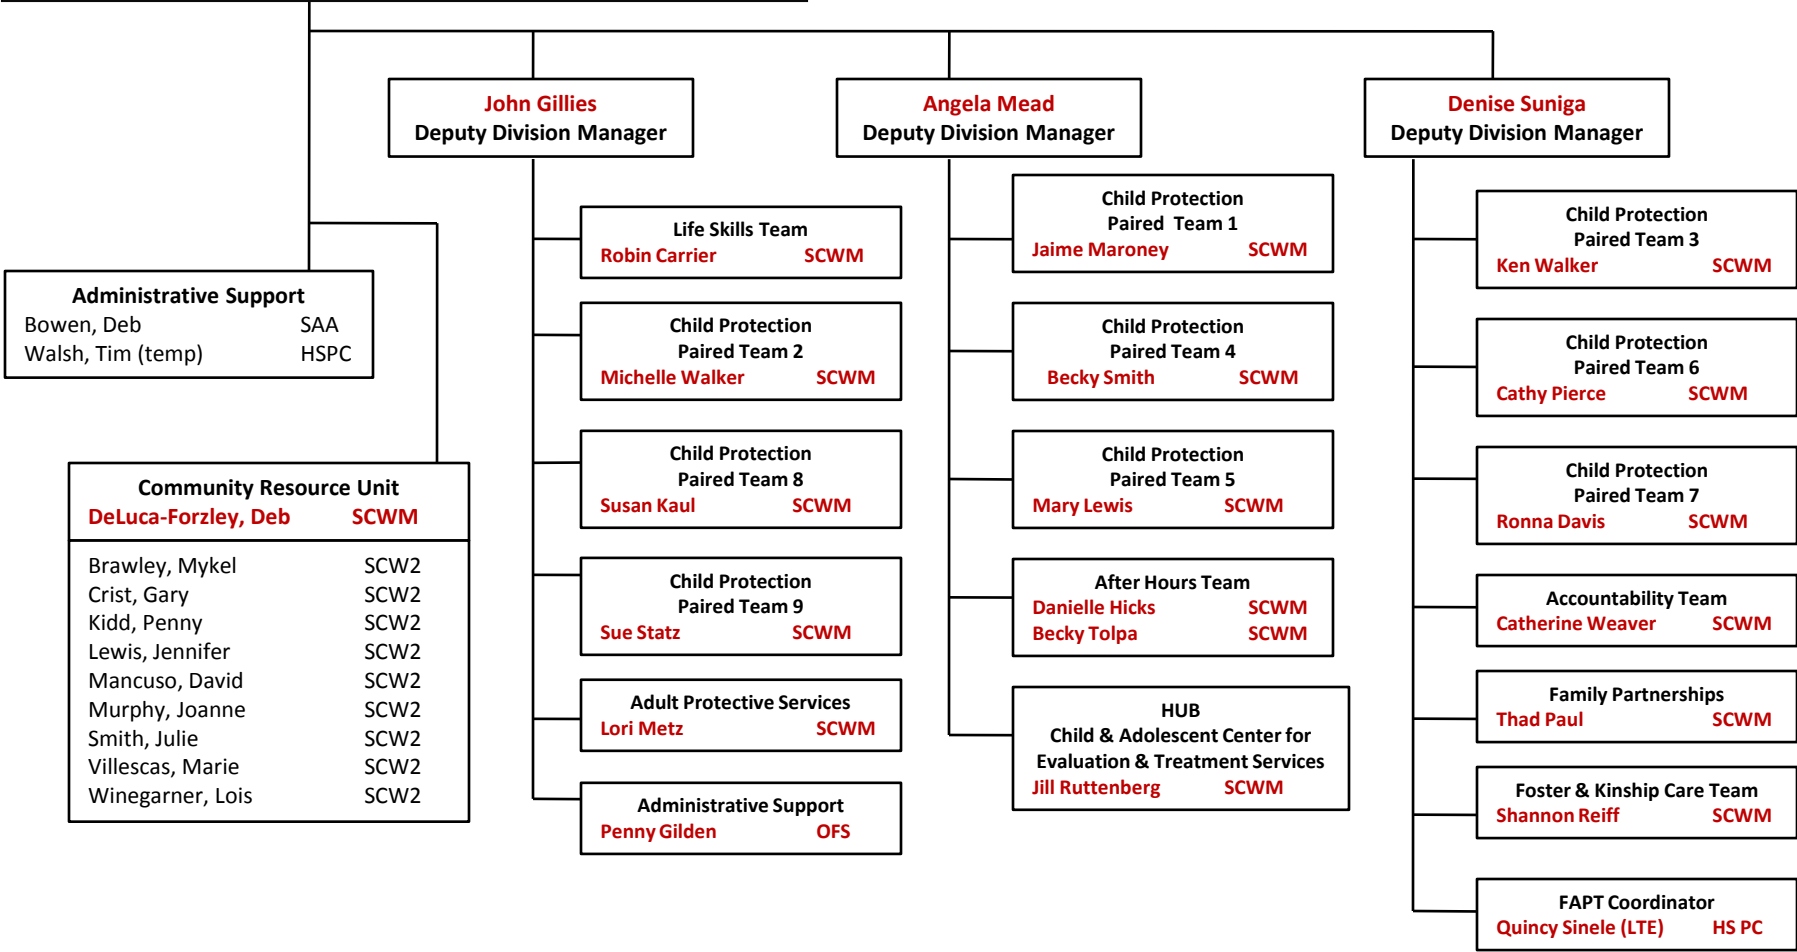 John Gillies
Deputy Division Manager
Angela Mead
Deputy Division Manager
Denise Suniga
Deputy Division Manager
Administrative Support
Bowen, Deb SAA
Walsh, Tim (temp) HSPC
Community Resource Unit
DeLuca-Forzley, Deb SCWM
Brawley, Mykel SCW2
Crist, Gary SCW2
Kidd, Penny SCW2
Lewis, Jennifer SCW2
Mancuso, David SCW2
Murphy, Joanne SCW2
Smith, Julie SCW2
Villescas, Marie SCW2
Winegarner, Lois SCW2
Life Skills Team
Robin Carrier SCWM
Child Protection
Paired Team 2
Michelle Walker SCWM
Child Protection
Paired Team 8
Susan Kaul SCWM
Child Protection
Paired Team 9
Sue Statz SCWM
Adult Protective Services
Lori Metz SCWM
Administrative Support
Penny Gilden OFS
Child Protection
Paired Team 1
Jaime Maroney SCWM
Child Protection
Paired Team 4
Becky Smith SCWM
Child Protection
Paired Team 5
Mary Lewis SCWM
After Hours Team
Danielle Hicks SCWM
Becky Tolpa SCWM
HUB
Child & Adolescent Center for
Evaluation & Treatment Services
Jill Ruttenberg SCWM
Child Protection
Paired Team 3
Ken Walker SCWM
Child Protection
Paired Team 6
Cathy Pierce SCWM
Child Protection
Paired Team 7
Ronna Davis SCWM
Accountability Team
Catherine Weaver SCWM
Family Partnerships
Thad Paul SCWM
Foster & Kinship Care Team
Shannon Reiff SCWM
FAPT Coordinator
Quincy Sinele (LTE) HS PC